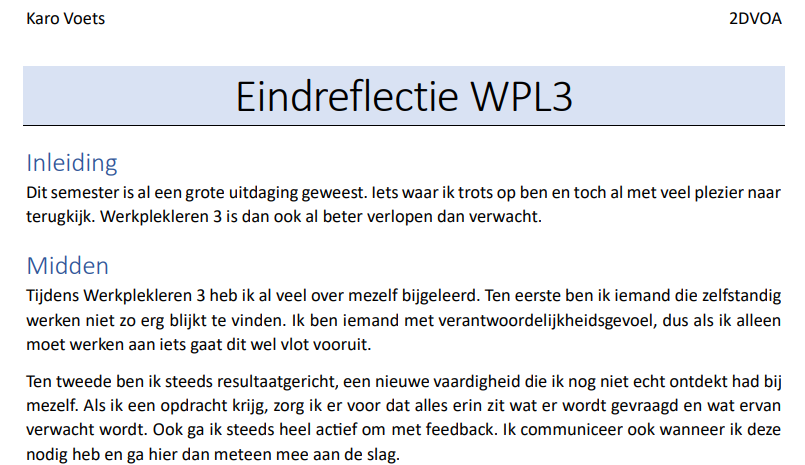 Karo Voets 2DVOA
Eindreflectie WPL3
Inleiding
Dit semester is al een grote uitdaging geweest. Iets waar ik trots op ben en toch al met veel plezier naar
terugkijk. Werkplekleren 3 is dan ook al beter verlopen dan verwacht.
Midden
Tijdens Werkplekleren 3 heb ik al veel over mezelf bijgeleerd. Ten eerste ben ik iemand die zelfstandig
werken niet zo erg blijkt te vinden. Ik ben iemand met verantwoordelijkheidsgevoel, dus als ik alleen
moet werken aan iets gaat dit wel vlot vooruit.
Ten tweede ben ik steeds resultaatgericht, een nieuwe vaardigheid die ik nog niet echt ontdekt had bij
mezelf. Als ik een opdracht krijg, zorg ik er voor dat alles erin zit wat er wordt gevraagd en wat ervan
verwacht wordt. Ook ga ik steeds heel actief om met feedback. Ik communiceer ook wanneer ik deze
nodig heb en ga hier dan meteen mee aan de slag.